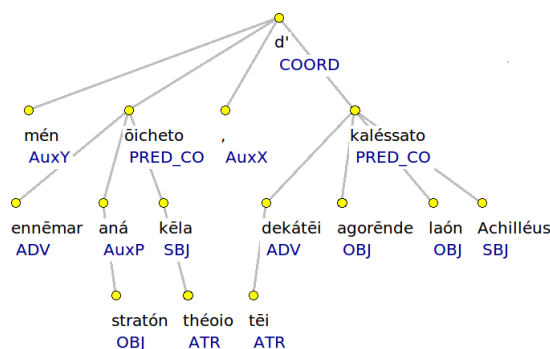 d'
COORD
mén õicheto , kaléssato
AuxY PRED_CO AuxX PRED_CO
ennēmar aná kēla dekátēi agorēnde laón Achilléus
ADV AuxP SBJ ADV OBJ OBJ SBJ
stratón théoio tēi
OBJ ATR ATR